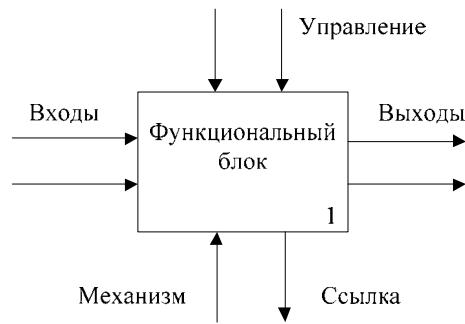 Управление
Входы
Выходы
Функциональный
блок
1
Механизм
Ссылка